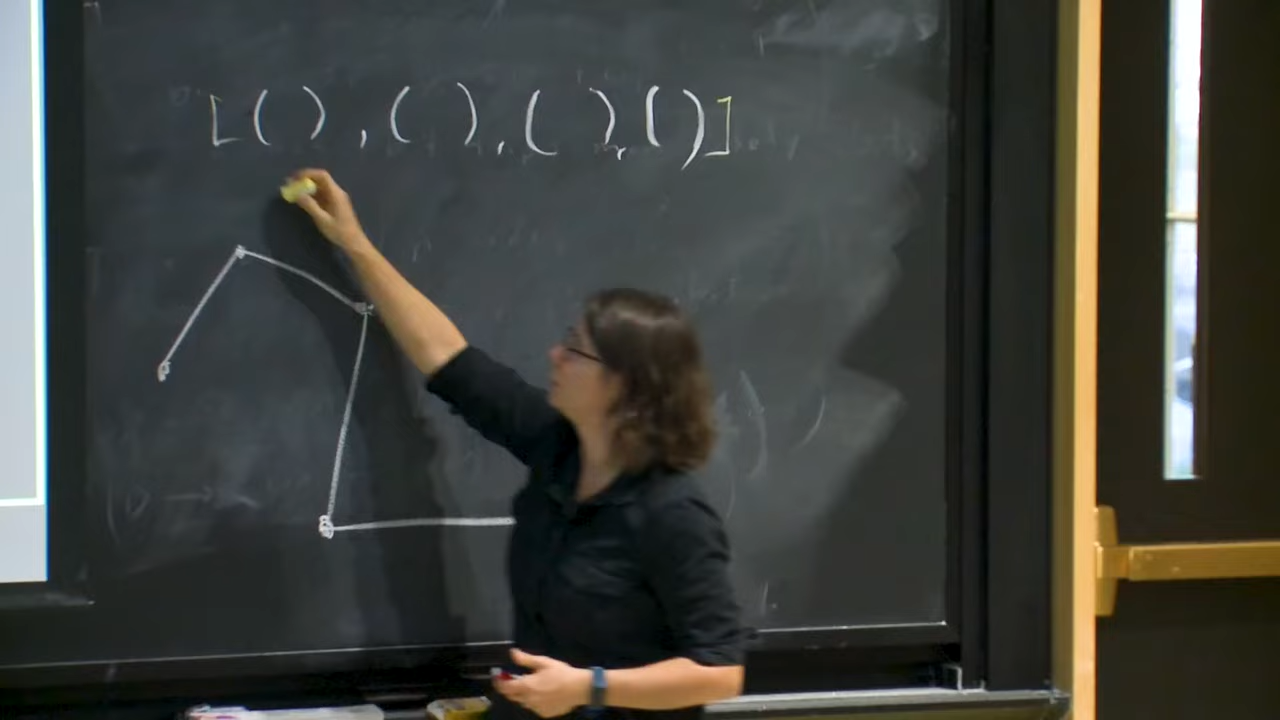 [( ), ( ), ( ), ( )]